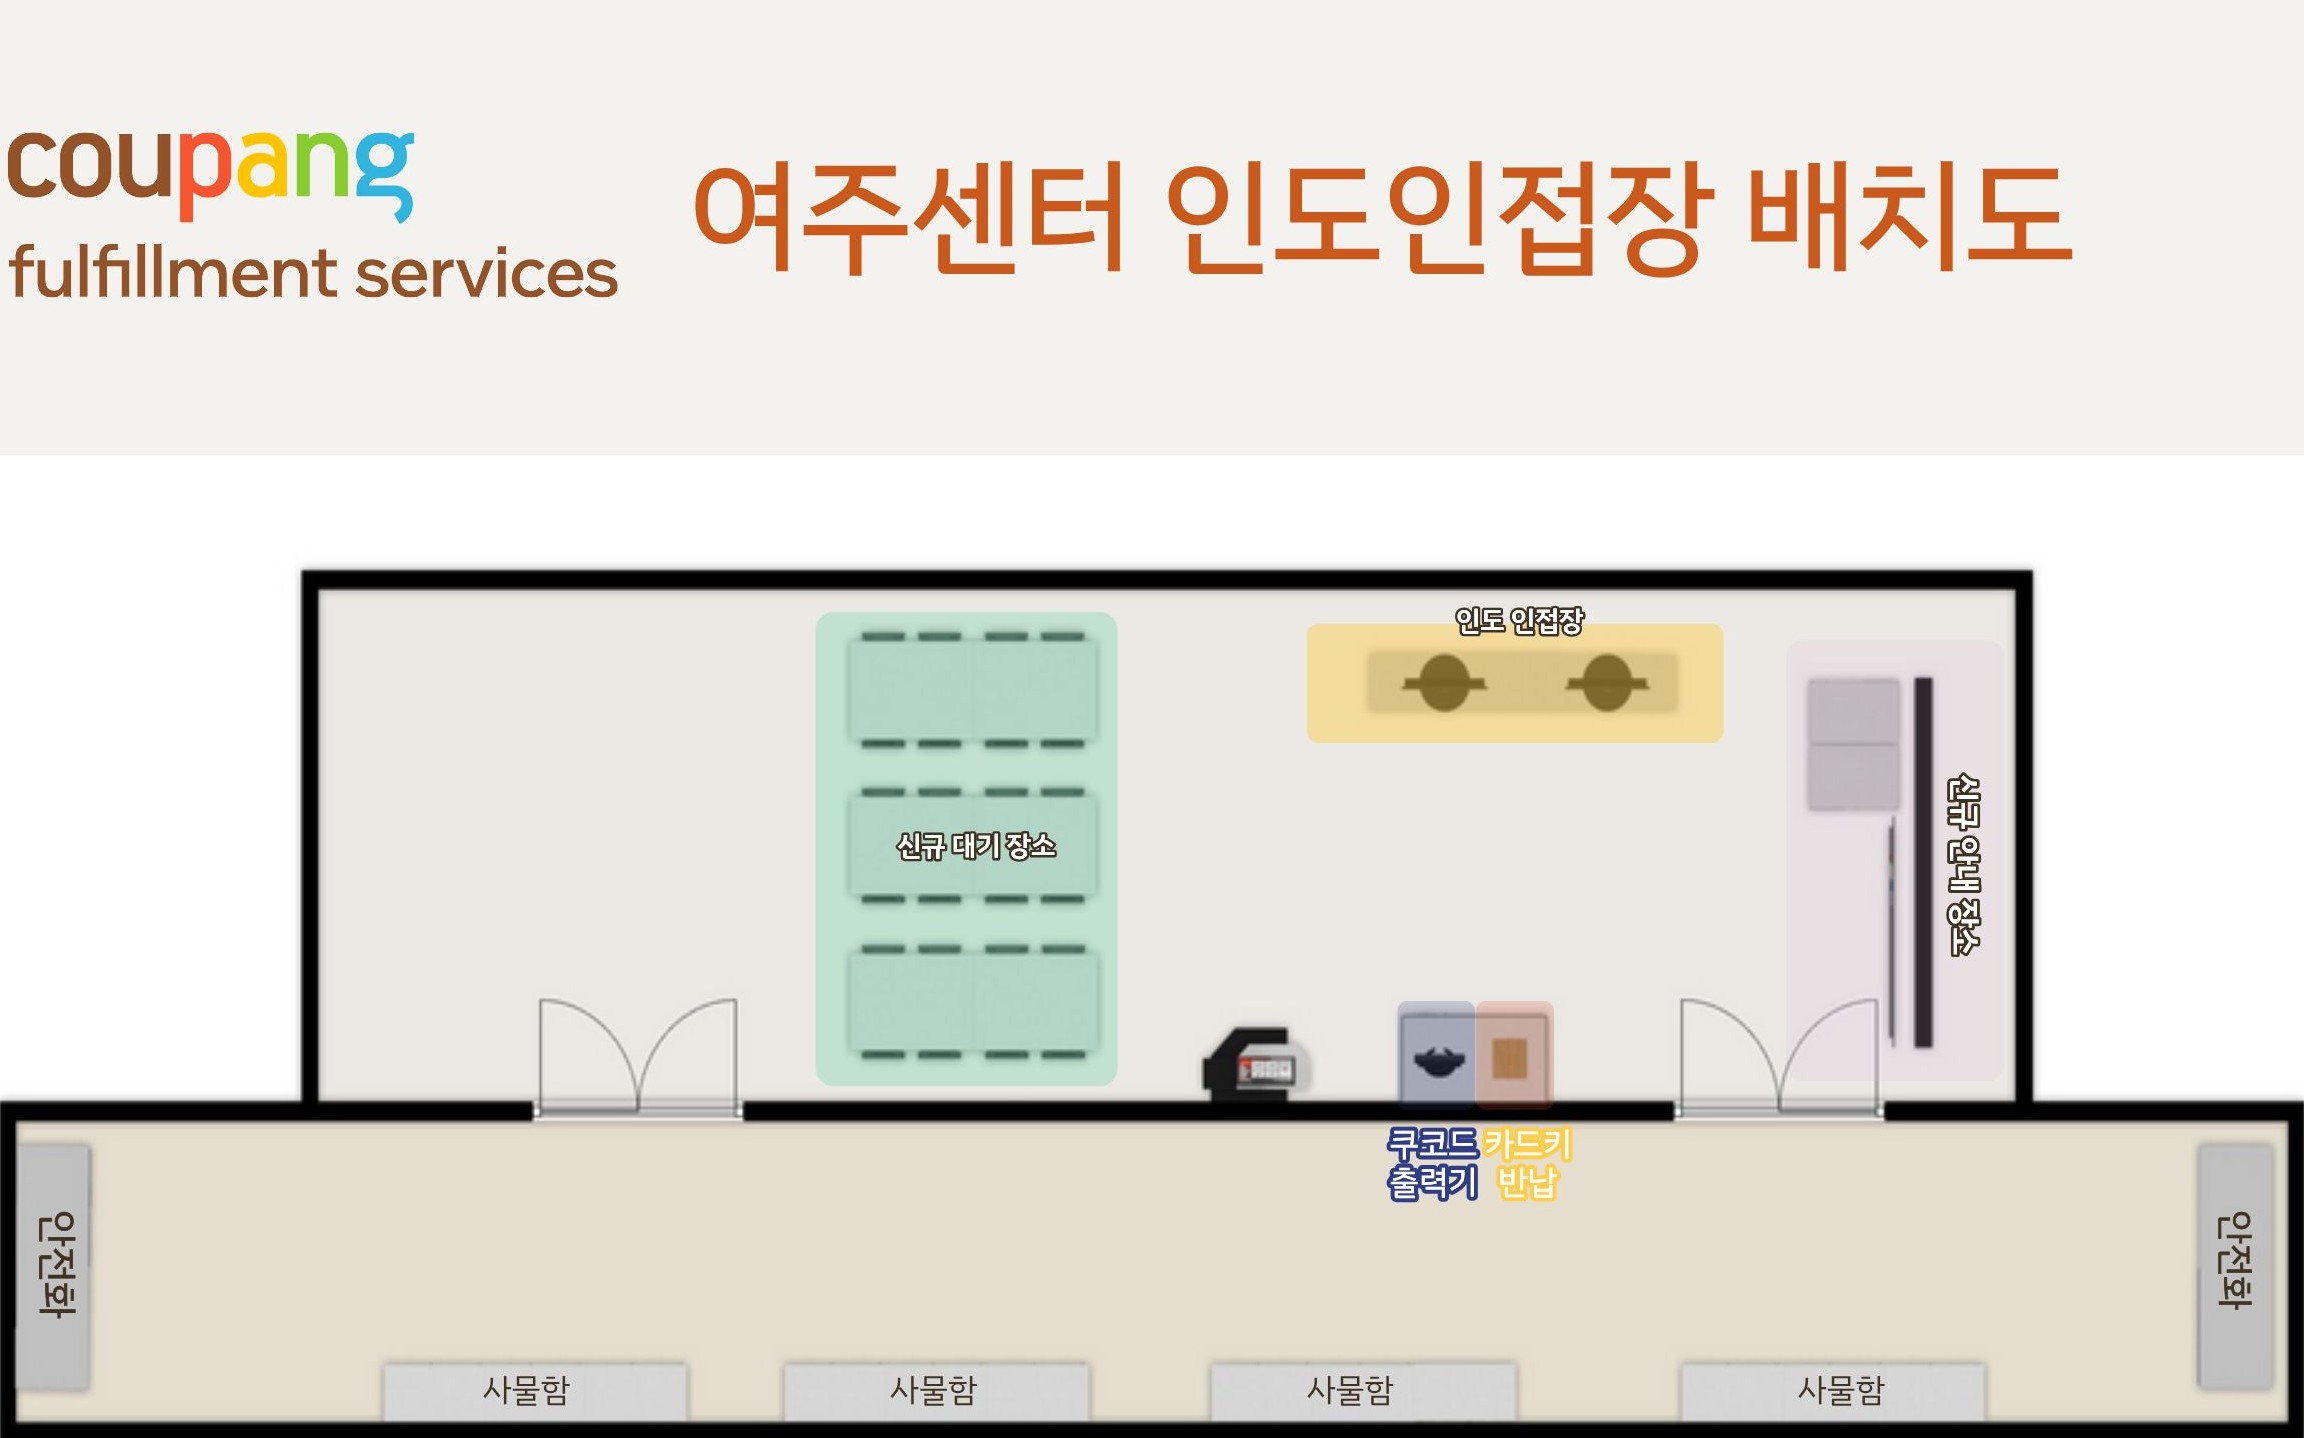 coupang
fulfillment services
여주센터 인도인접장 배치도
인도 인접장
신규 대기 장소
신규 안내 장소
쿠코드 카드키
출력기 반납
안전화
안전화
사물함 사물함 사물함 사물함